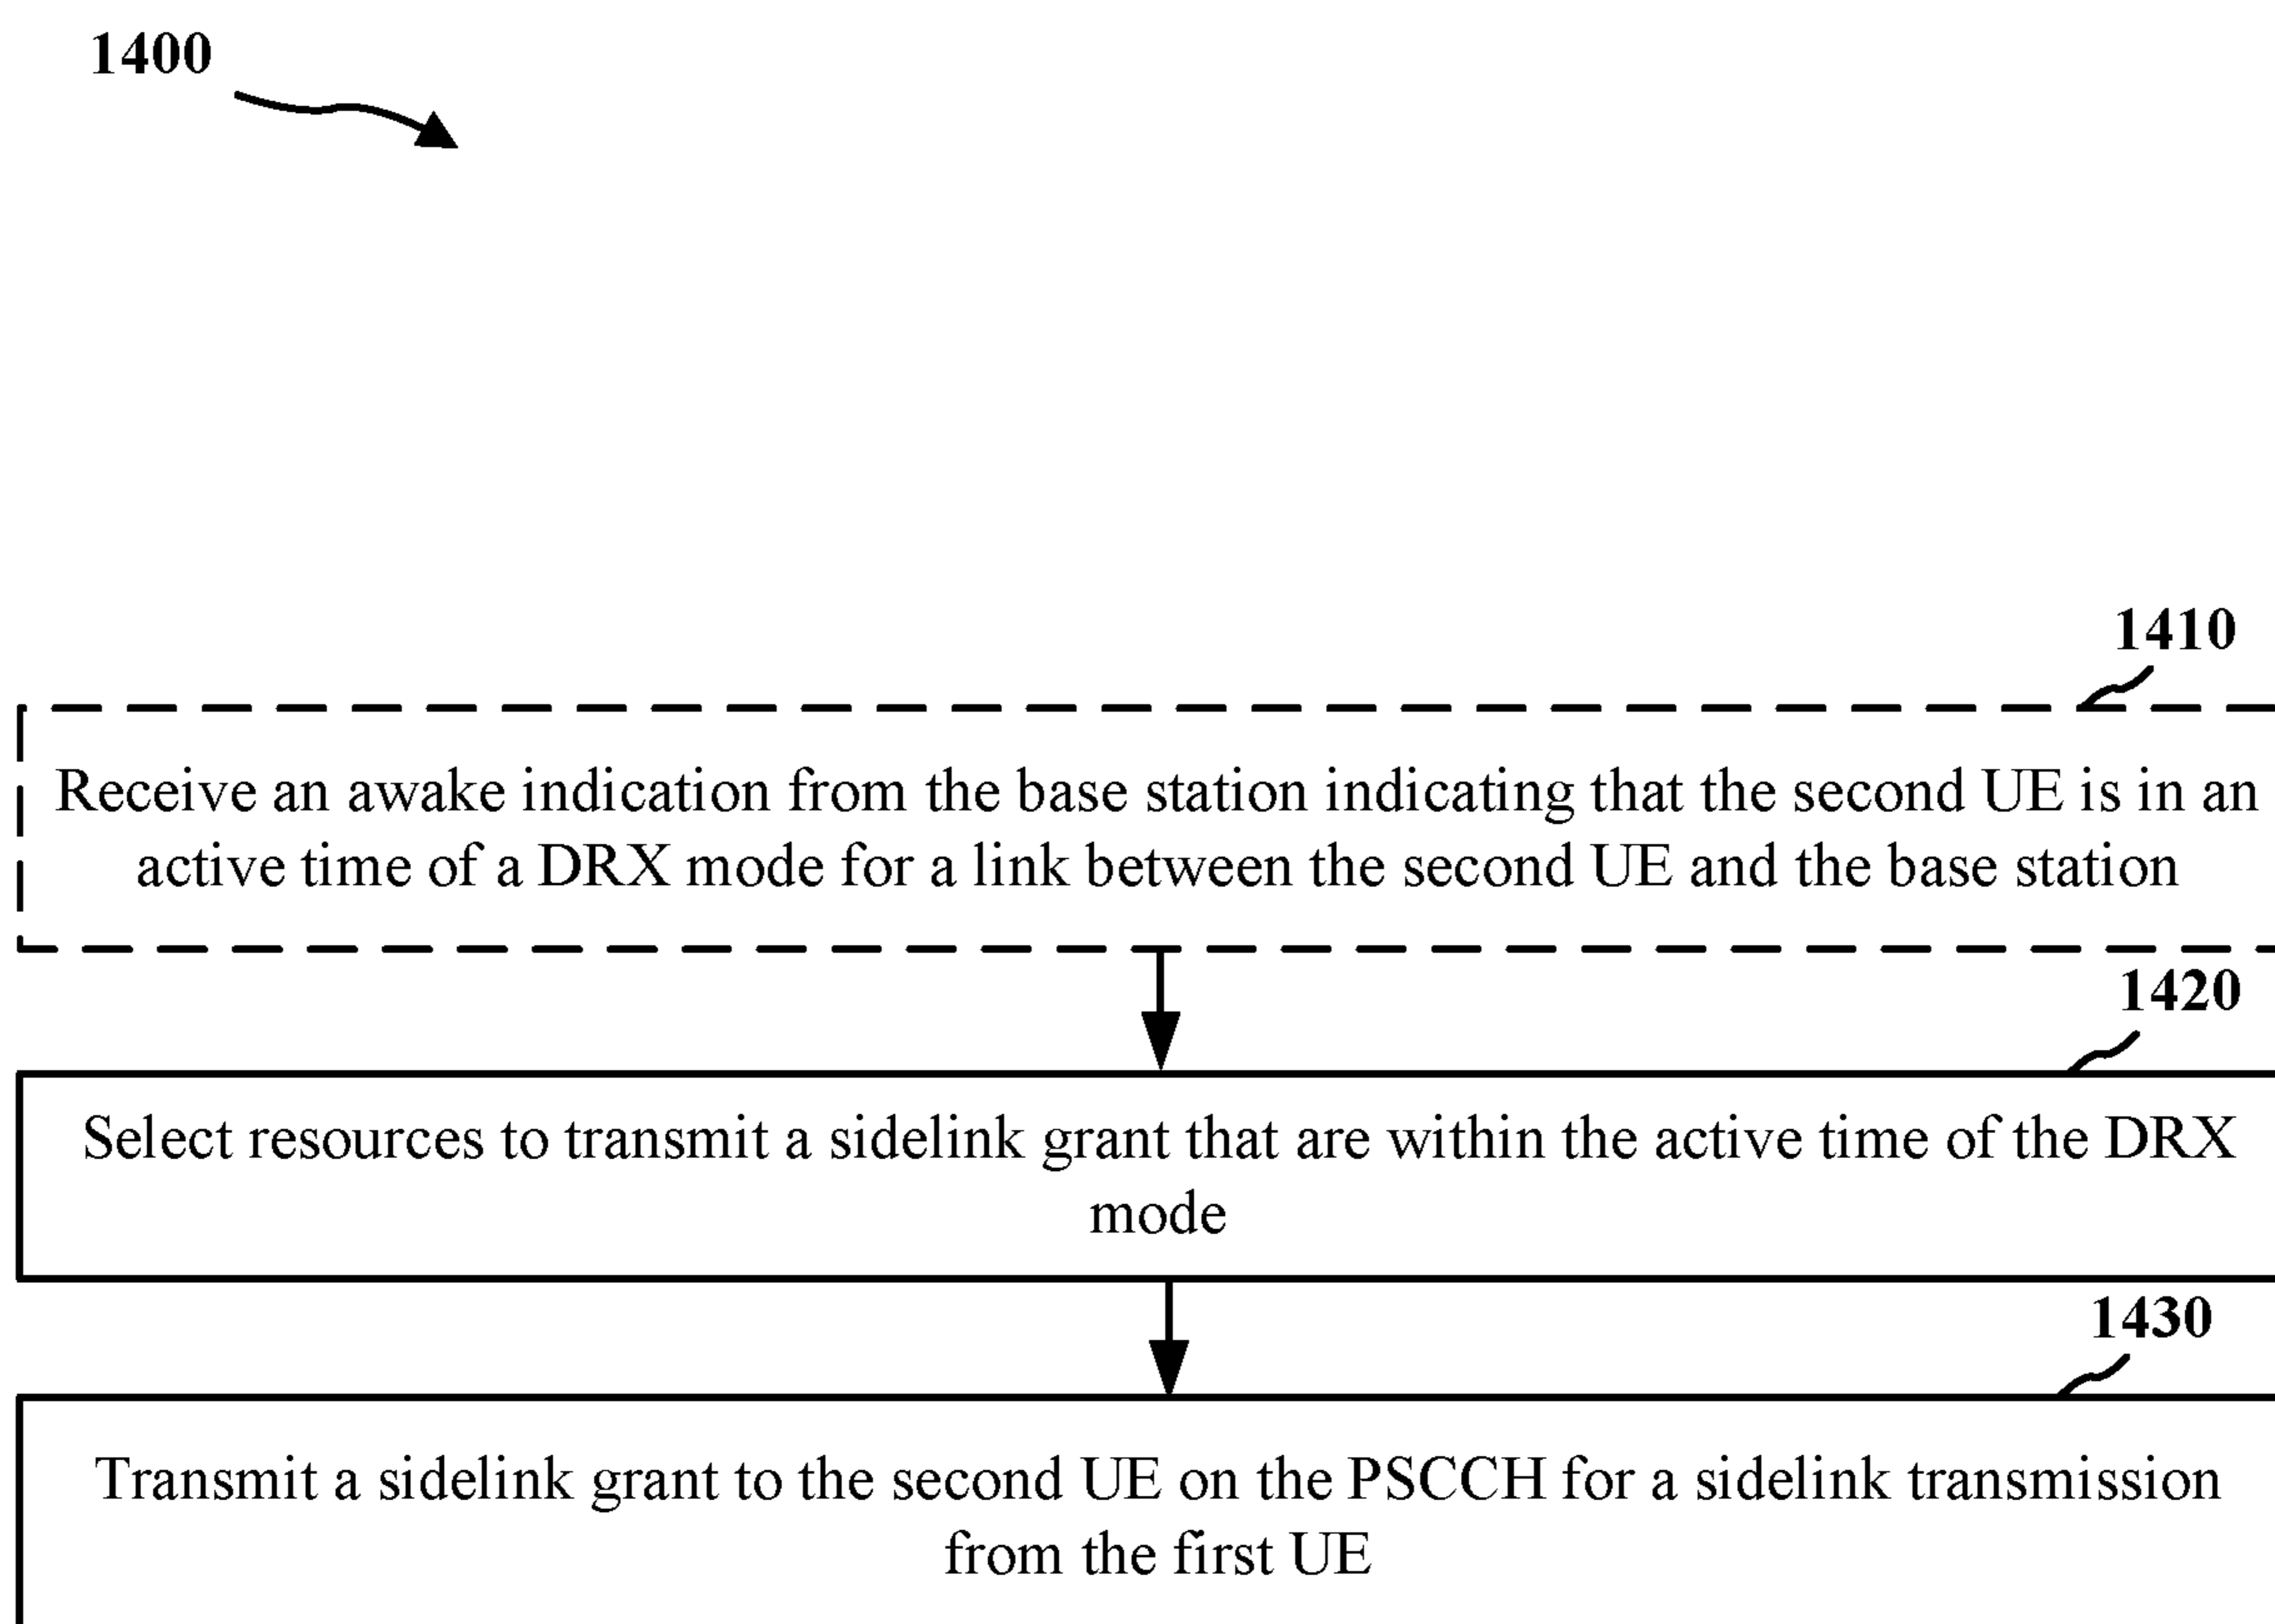 1400
1410
Receive an awake indication from the base station indicating that the second UE is in an
active time of a DRX mode for a link between the second UE and the base station
1420
Select resources to transmit a sidelink grant that are within the active time of the DRX
mode
1430
Transmit a sidelink grant to the second UE on the PSCCH for a sidelink transmission
from the first UE